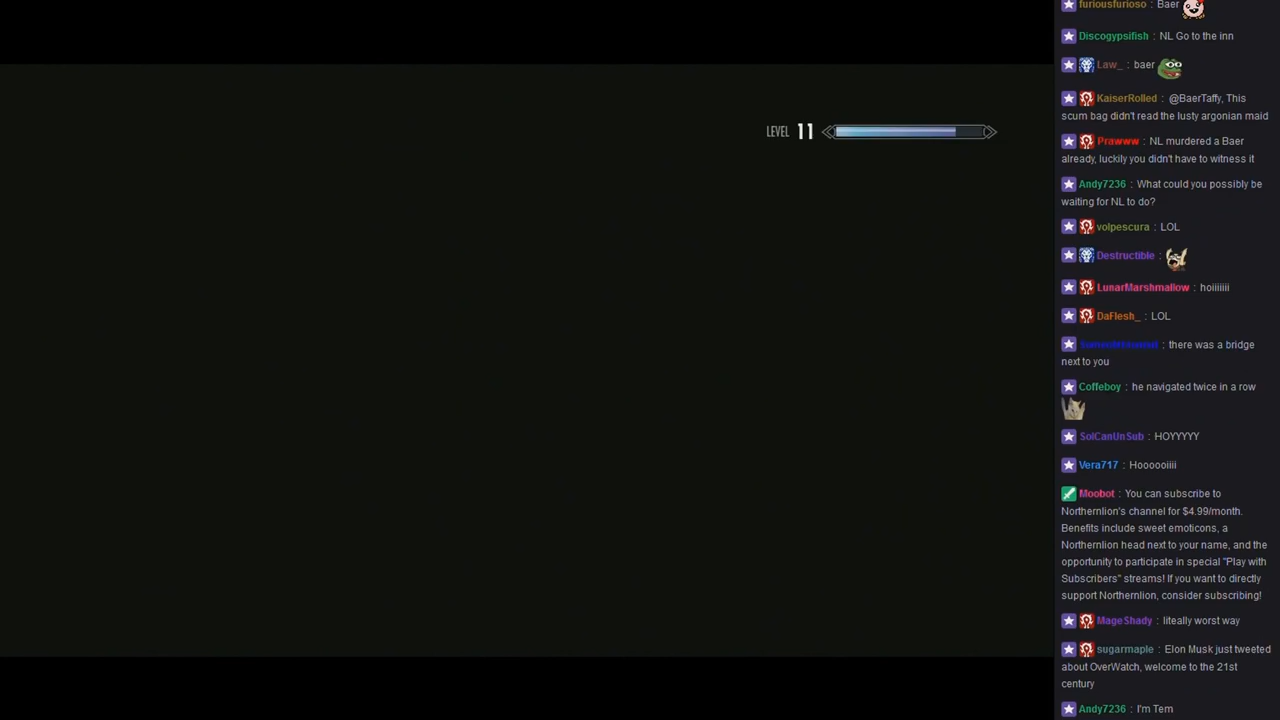 LEVEL 11
furiousfurioso : Baer
Discogypsifish : NL Go to the inn
Law_ : baer
KaiserRolled : @BaerTaffy, This
scum bag didn't read the lusty argonian maid
Prawww : NL murdered a Baer
already, luckily you didn't have to witness it
Andy7236 : What could you possibly be
waiting for NL to do?
volpescura : LOL
Destructible :
LunarMarshmallow : hoiiiiiii
DaFlesh_ : LOL
: there was a bridge
next to you
Coffeboy : he navigated twice in a row
SolCanUnSub : HOYYYYY
Vera717 : Hoooooiiii
Moobot : You can subscribe to
Northernlion's channel for $4.99/month.
Benefits include sweet emoticons, a
Northernlion head next to your name, and the
opportunity to participate in special "Play with
Subscribers" streams! If you want to directly
support Northernlion, consider subscribing!
MageShady : liteally worst way
sugarmaple : Elon Musk just tweeted
about OverWatch, welcome to the 21st
century
Andy7236 : I'm Tem